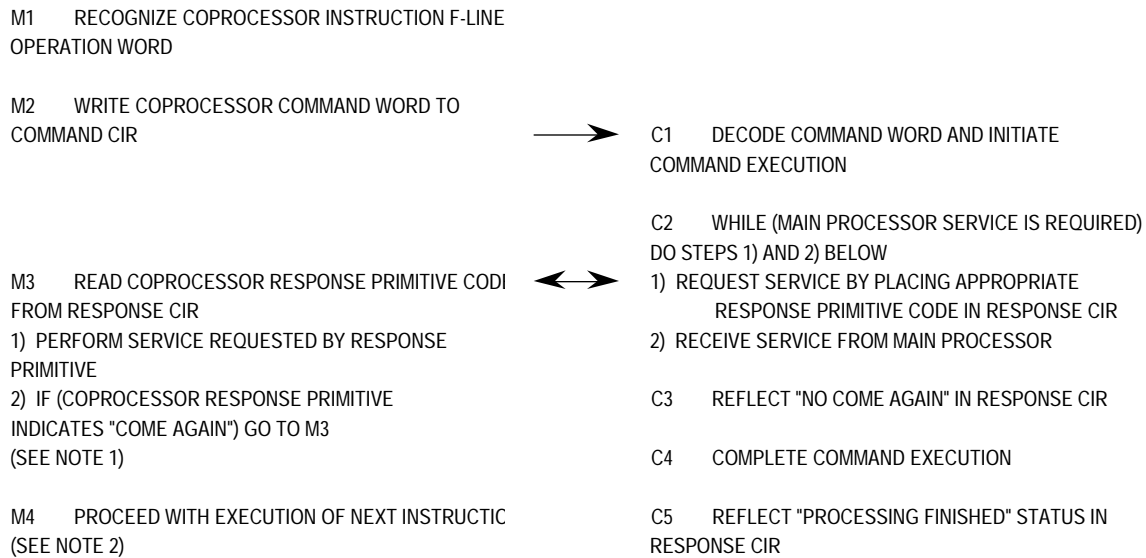 M1 RECOGNIZE COPROCESSOR INSTRUCTION F-LINE
OPERATION WORD
M2 WRITE COPROCESSOR COMMAND WORD TO
COMMAND CIR
M3 READ COPROCESSOR RESPONSE PRIMITIVE CODE
FROM RESPONSE CIR
1) PERFORM SERVICE REQUESTED BY RESPONSE
PRIMITIVE
2) IF (COPROCESSOR RESPONSE PRIMITIVE
INDICATES "COME AGAIN") GO TO M3
(SEE NOTE 1)
M4 PROCEED WITH EXECUTION OF NEXT INSTRUCTIO
(SEE NOTE 2)
C1 DECODE COMMAND WORD AND INITIATE
COMMAND EXECUTION
C2 WHILE (MAIN PROCESSOR SERVICE IS REQUIRED)
DO STEPS 1) AND 2) BELOW
1) REQUEST SERVICE BY PLACING APPROPRIATE
RESPONSE PRIMITIVE CODE IN RESPONSE CIR
2) RECEIVE SERVICE FROM MAIN PROCESSOR
C3 REFLECT "NO COME AGAIN" IN RESPONSE CIR
C4 COMPLETE COMMAND EXECUTION
C5 REFLECT "PROCESSING FINISHED" STATUS IN
RESPONSE CIR